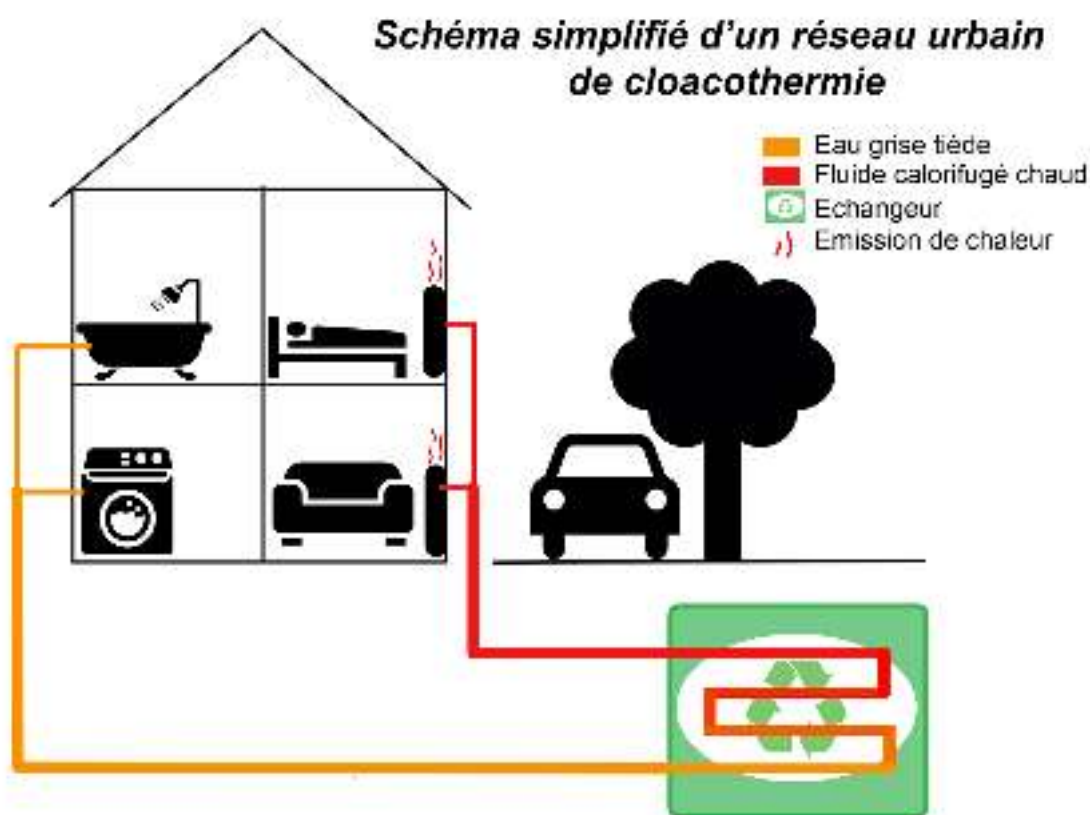 Schéma simplifié d'un réseau urbain
de cloacothermie
Eau grise tiède
Fluide calorifugé chaud
Echangeur
Emission de chaleur